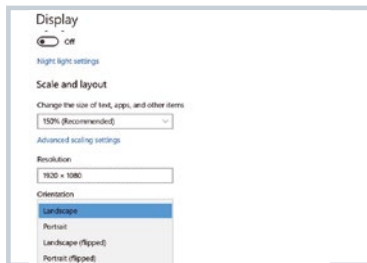 Display
Off
Night light settings
Scale and layout
Change the size of text, apps, and other items
150% (Recommended)
Advanced scaling settings
Resolution
1920 × 1080
Orientation
Landscape
Portrait
Landscape (flipped)
Portrait (flipped)